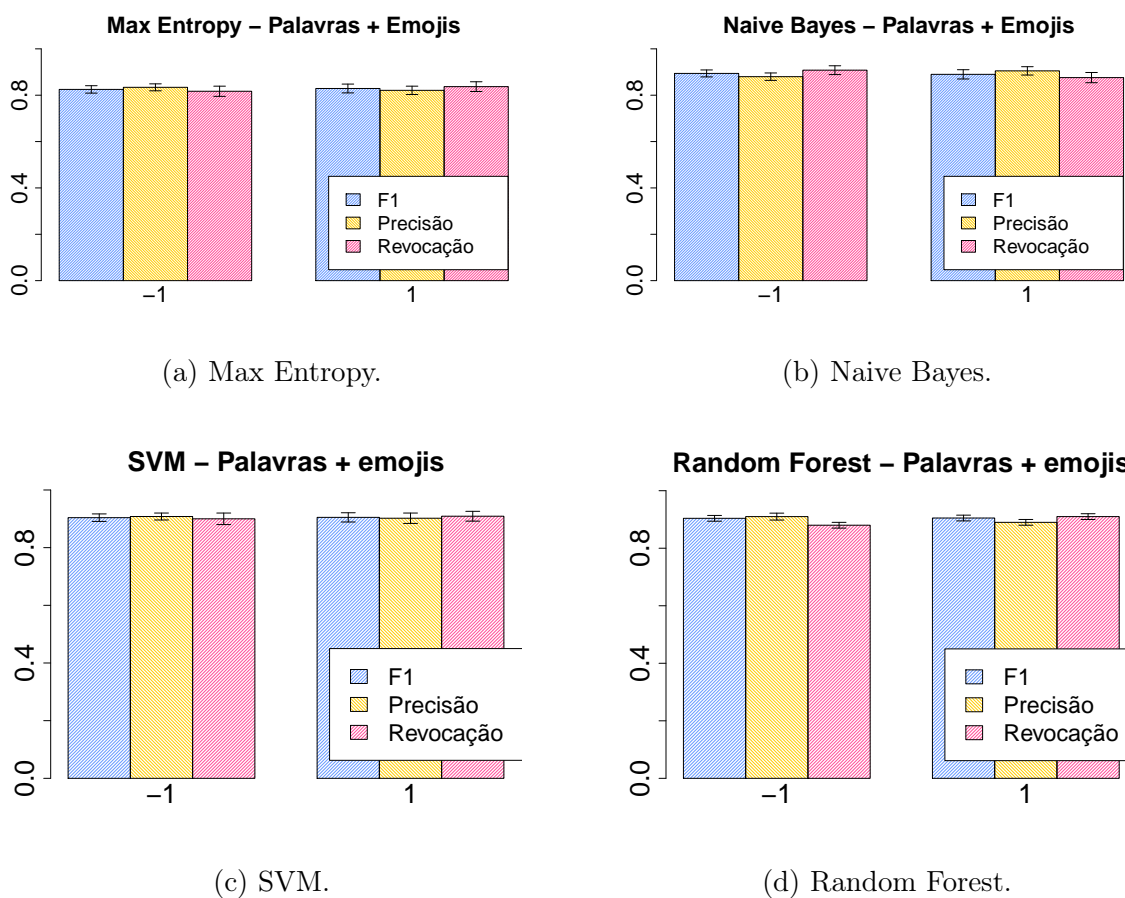 Max Entropy – Palavras + Emojis
0.8
0.4
0.0
F1
Precisão
Revocação
−1
1
(a) Max Entropy.
Naive Bayes – Palavras + Emojis
0.8
0.4
0.0
F1
Precisão
Revocação
−1
1
(b) Naive Bayes.
SVM – Palavras + emojis
0.8
0.4
0.0
F1
Precisão
Revocação
−1
1
(c) SVM.
Random Forest – Palavras + emojis
0.8
0.4
0.0
F1
Precisão
Revocação
−1
1
(d) Random Forest.